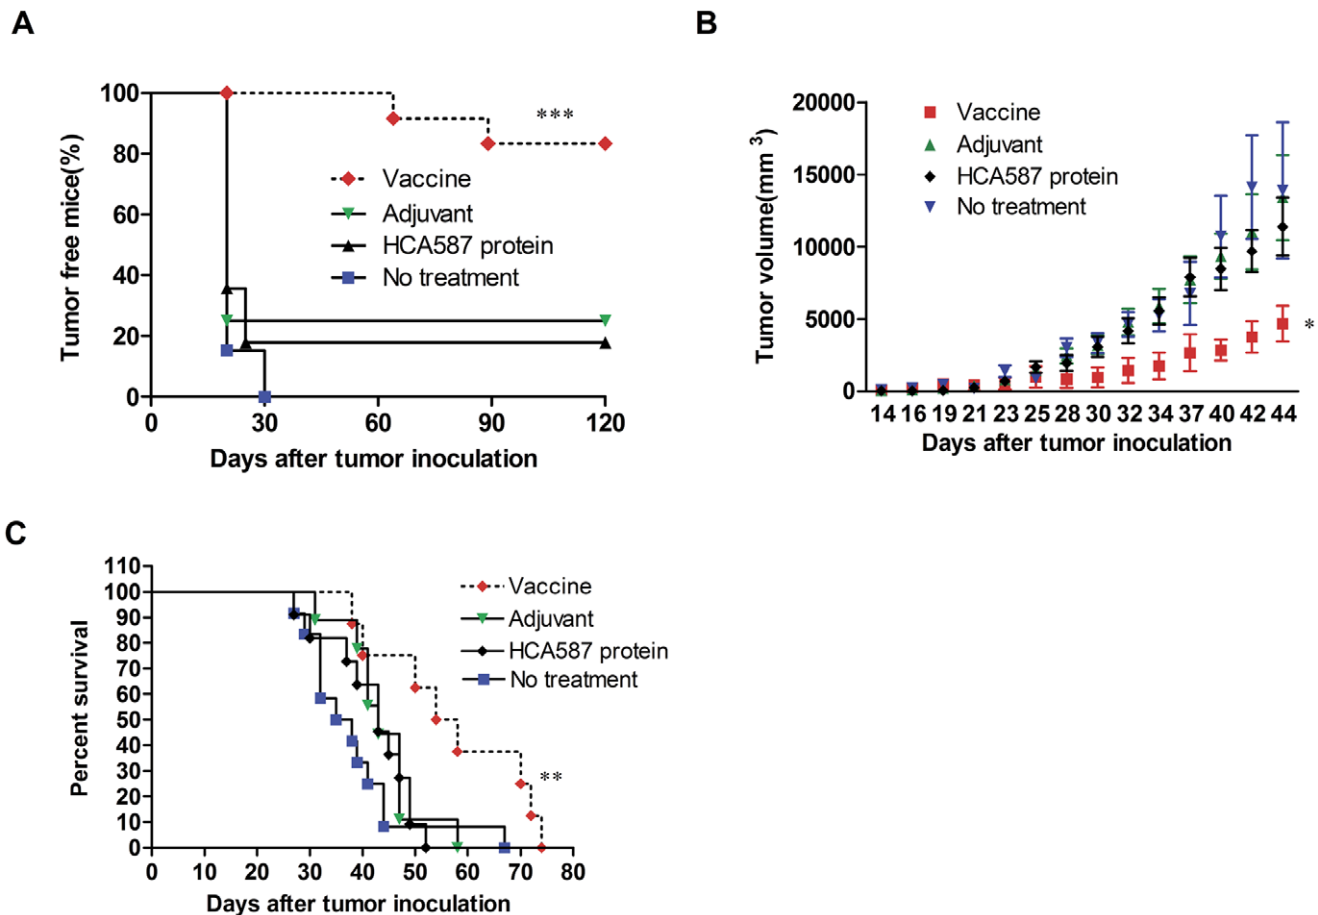 A
100
80
60
40
20
0
Tumor free mice(%)
***
Vaccine
Adjuvant
HCA587 protein
No treatment
0 30 60 90 120
Days after tumor inoculation
B
20000
15000
10000
5000
0
Tumor volume(mm 3)
Vaccine
Adjuvant
HCA587 protein
No treatment
*
14 16 19 21 23 25 28 30 32 34 37 40 42 44
Days after tumor inoculation
C
110
100
90
80
70
60
50
40
30
20
10
0
Percent survival
Vaccine
Adjuvant
HCA587 protein
No treatment
**
0 10 20 30 40 50 60 70 80
Days after tumor inoculation